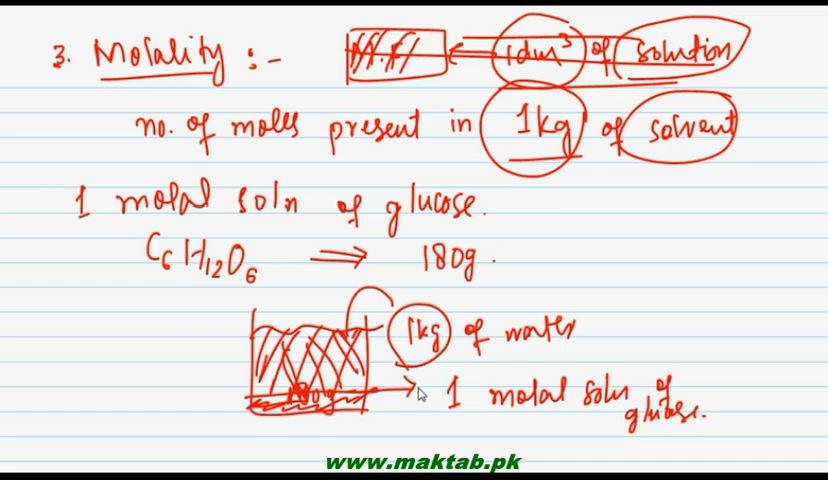 3. Molality :- 1dm³ of solution
no. of moles present in 1kg of solvent
1 molal soln of glucose.
C₆H₁₂O₆ ⇒ 180g.
1kg of water
180g → 1 molal soln of glucose.
www.maktab.pk